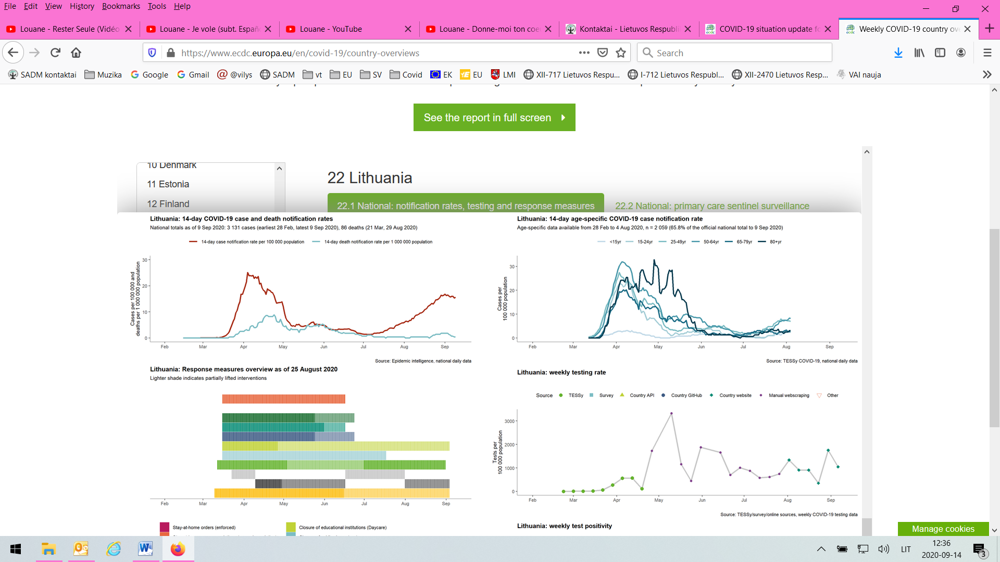 File Edit View History Bookmarks Tools Help
Louane - Rester Seule (Vidéo
Louane - Je vole (subt. Españ
Louane - YouTube
Louane - Donne-moi ton coe
Kontaktai - Lietuvos Respubli
COVID-19 situation update fo
Weekly COVID-19 country ove
https://www.ecdc.europa.eu/en/covid-19/country-overviews
Search
SADM kontaktai Muzika Google Gmail @vilys SADM vt EU SV Covid EK EU LMI XII-717 Lietuvos Respu... I-712 Lietuvos Respubl... XII-2470 Lietuvos Resp... VAI nauja
See the report in full screen
10 Denmark
11 Estonia
12 Finland
22 Lithuania
22.1 National: notification rates, testing and response measures
22.2 National: primary care sentinel surveillance
Lithuania: 14-day COVID-19 case and death notification rates
National totals as of 9 Sep 2020: 3 131 cases (earliest 28 Feb, latest 9 Sep 2020), 86 deaths (21 Mar, 29 Aug 2020)
14-day case notification rate per 100 000 population
14-day death notification rate per 1 000 000 population
Cases per 100 000 and
deaths per 1 000 000 population
30
20
10
0
Feb Mar Apr May Jun Jul Aug Sep
Source: Epidemic intelligence, national daily data
Lithuania: 14-day age-specific COVID-19 case notification rate
Age-specific data available from 28 Feb to 4 Aug 2020, n = 2 059 (65.8% of the official national total to 9 Sep 2020)
<15yr 15-24yr 25-49yr 50-64yr 65-79yr 80+yr
Cases per
100 000 population
30
20
10
0
Feb Mar Apr May Jun Jul Aug Sep
Source: TESSy COVID-19, national daily data
Lithuania: Response measures overview as of 25 August 2020
Lighter shade indicates partially lifted interventions
Feb Mar Apr May Jun Jul Aug Sep
Stay-at-home orders (enforced)
Closure of educational institutions (Daycare)
Lithuania: weekly testing rate
Source TESSy Survey Country API Country GitHub Country website Manual webscraping Other
Tests per
100 000 population
3000
2000
1000
0
Feb Mar Apr May Jun Jul Aug Sep
Source: TESSy/survey/online sources, weekly COVID-19 testing data
Lithuania: weekly test positivity
Manage cookies
LIT
12:36
2020-09-14
3